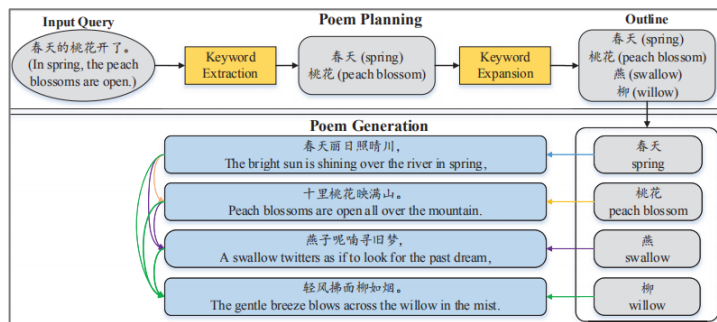 Input Query
Poem Planning
Outline
春天的桃花开了。
(In spring, the peach
blossoms are open.)
Keyword
Extraction
春天 (spring)
桃花 (peach blossom)
Keyword
Expansion
春天 (spring)
桃花 (peach blossom)
燕 (swallow)
柳 (willow)
Poem Generation
春天丽日照晴川，
The bright sun is shining over the river in spring,
春天
spring
十里桃花映满山。
Peach blossoms are open all over the mountain.
桃花
peach blossom
燕子呢喃寻旧梦，
A swallow twitters as if to look for the past dream,
燕
swallow
轻风拂面柳如烟。
The gentle breeze blows across the willow in the mist.
柳
willow